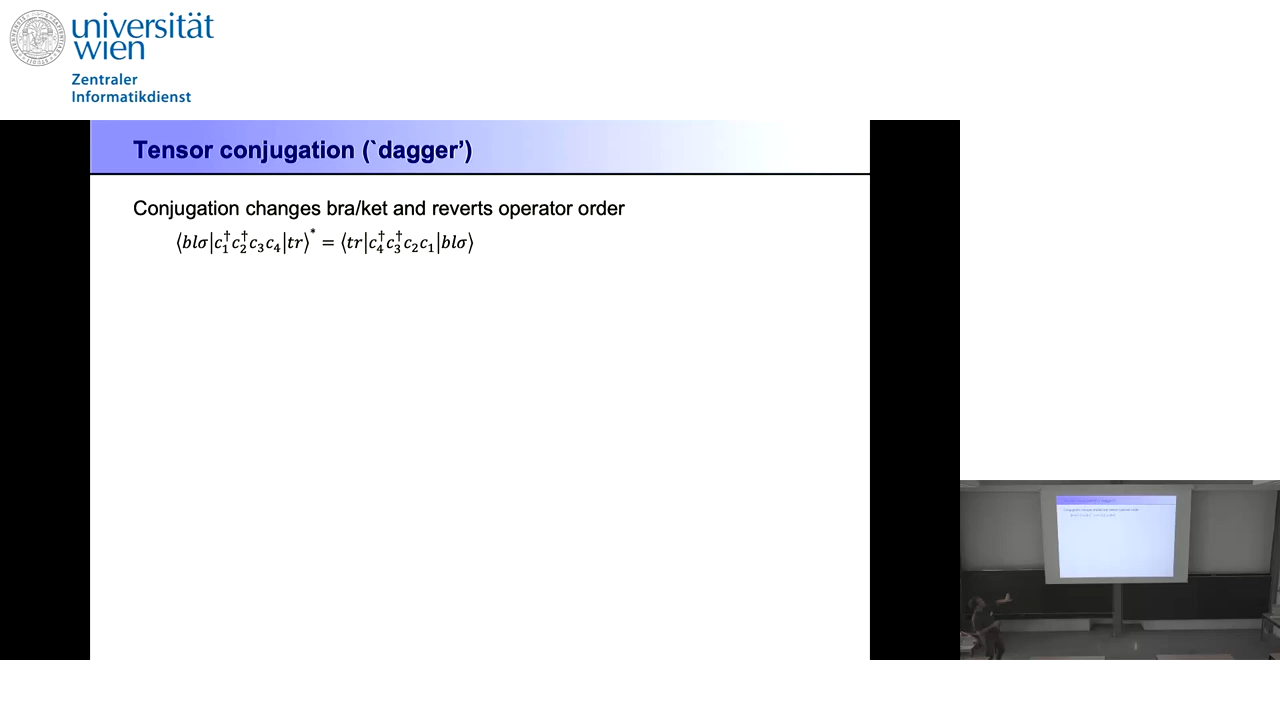 universität
wien
Zentraler
Informatikdienst
Tensor conjugation (`dagger’)
Conjugation changes bra/ket and reverts operator order
⟨blσ|c₁†c₂†c₃c₄|tr⟩* = ⟨tr|c₄†c₃†c₂c₁|blσ⟩